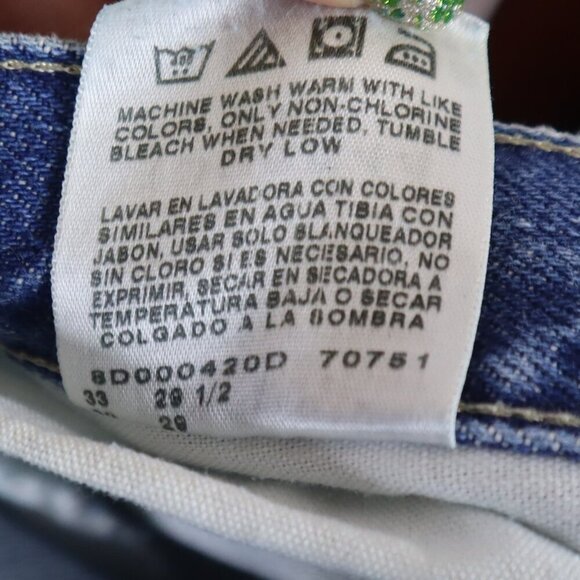 40
MACHINE WASH WARM WITH LIKE
COLORS, ONLY NON-CHLORINE
BLEACH WHEN NEEDED, TUMBLE
DRY LOW
LAVAR EN LAVADORA CON COLORES
SIMILARES EN AGUA TIBIA CON
JABON, USAR SOLO BLANQUEADOR
SIN CLORO SI ES NECESARIO, NO
EXPRIMIR, SECAR EN SECADORA A
TEMPERATURA BAJA O SECAR
COLGADO A LA SOMBRA
8D000420D 70751
33 29 1/2
29